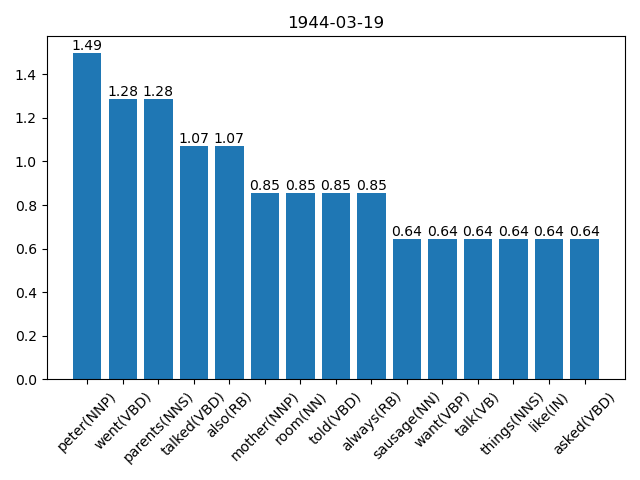 1944-03-19
1.49
1.28 1.28
1.07 1.07
0.85 0.85 0.85 0.85
0.64 0.64 0.64 0.64 0.64 0.64
1.4
1.2
1.0
0.8
0.6
0.4
0.2
0.0
peter(NNP)
went(VBD)
parents(NNS)
talked(VBD)
also(RB)
mother(NNP)
room(NN)
told(VBD)
always(RB)
sausage(NN)
want(VBP)
talk(VB)
things(NNS)
like(IN)
asked(VBD)